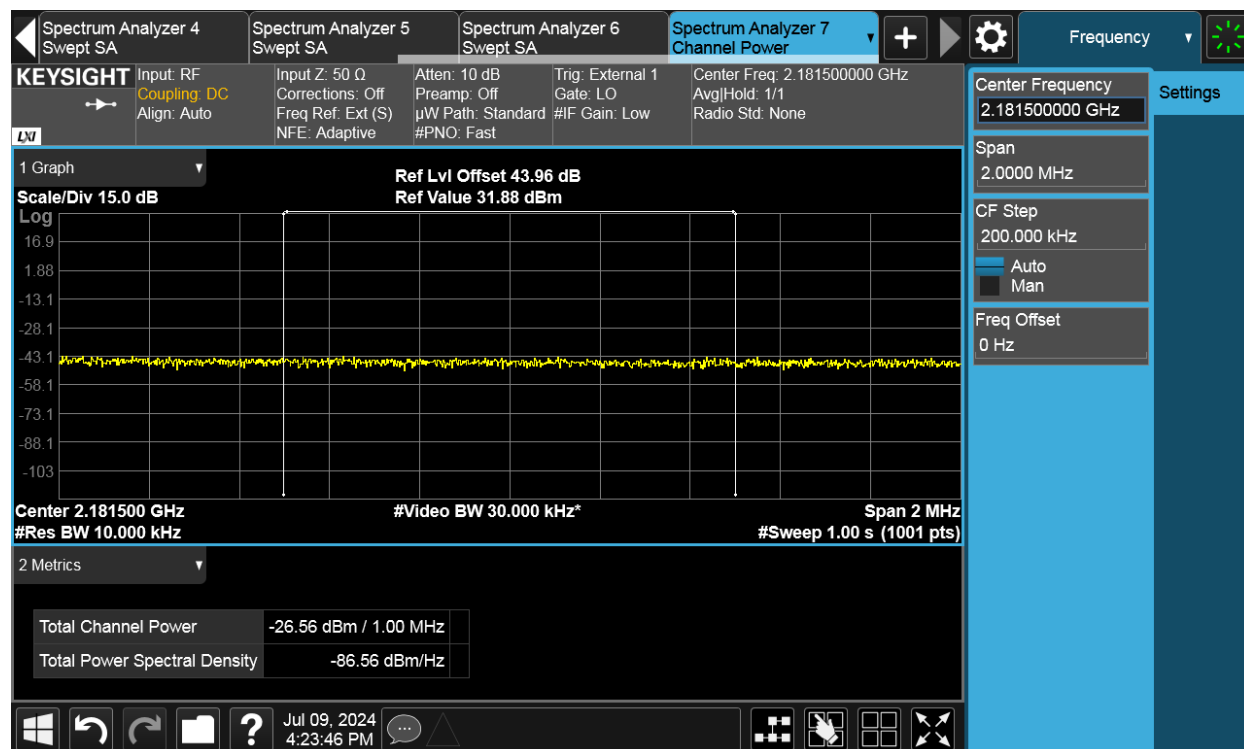 Spectrum Analyzer 4
Swept SA
Spectrum Analyzer 5
Swept SA
Spectrum Analyzer 6
Swept SA
Spectrum Analyzer 7
Channel Power
Frequency
KEYSIGHT
LXI
Input: RF
Coupling: DC
Align: Auto
Input Z: 50 Ω
Corrections: Off
Freq Ref: Ext (S)
NFE: Adaptive
Atten: 10 dB
Preamp: Off
µW Path: Standard
#PNO: Fast
Trig: External 1
Gate: LO
#IF Gain: Low
Center Freq: 2.181500000 GHz
Avg|Hold: 1/1
Radio Std: None
1 Graph
Scale/Div 15.0 dB
Ref Lvl Offset 43.96 dB
Ref Value 31.88 dBm
Log
16.9
1.88
-13.1
-28.1
-43.1
-58.1
-73.1
-88.1
-103
Center 2.181500 GHz
#Res BW 10.000 kHz
#Video BW 30.000 kHz*
Span 2 MHz
#Sweep 1.00 s (1001 pts)
2 Metrics
Total Channel Power -26.56 dBm / 1.00 MHz
Total Power Spectral Density -86.56 dBm/Hz
Center Frequency
2.181500000 GHz
Span
2.0000 MHz
CF Step
200.000 kHz
Auto
Man
Freq Offset
0 Hz
Settings
?
Jul 09, 2024
4:23:46 PM